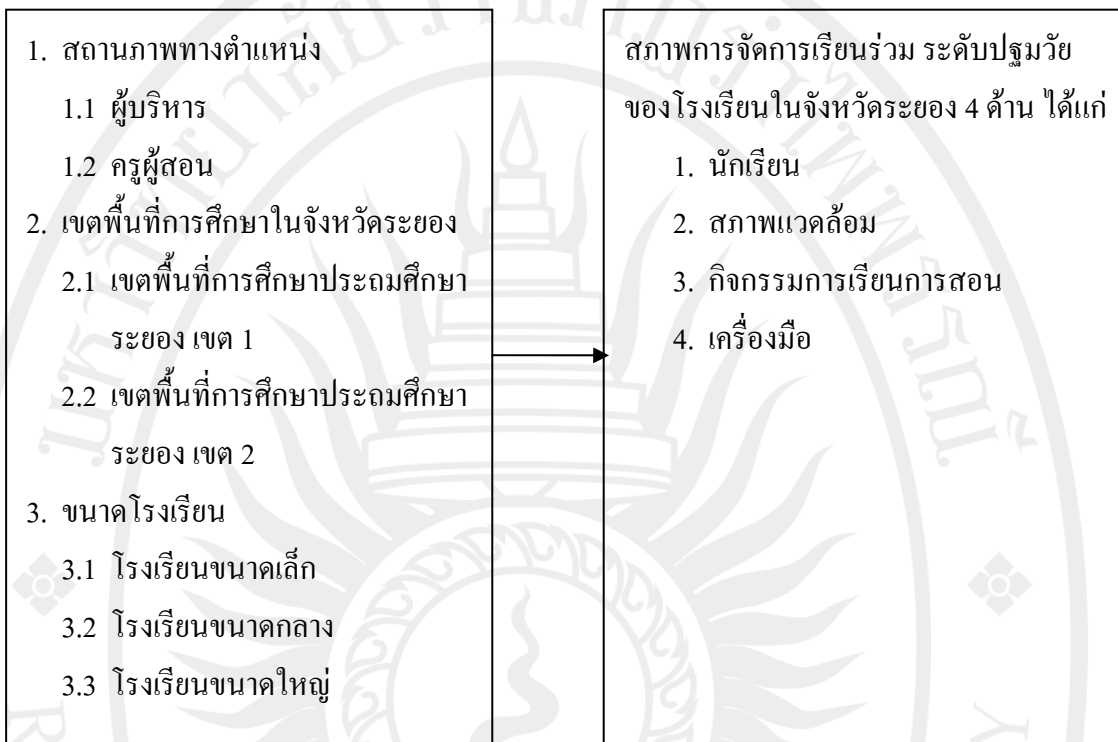 1. สถานภาพทางตำแหน่ง
1.1 ผู้บริหาร
1.2 ครูผู้สอน
2. เขตพื้นที่การศึกษาในจังหวัดระยอง
2.1 เขตพื้นที่การศึกษาประถมศึกษา
ระยอง เขต 1
2.2 เขตพื้นที่การศึกษาประถมศึกษา
ระยอง เขต 2
3. ขนาดโรงเรียน
3.1 โรงเรียนขนาดเล็ก
3.2 โรงเรียนขนาดกลาง
3.3 โรงเรียนขนาดใหญ่
สภาพการจัดการเรียนร่วม ระดับปฐมวัย
ของโรงเรียนในจังหวัดระยอง 4 ด้าน ได้แก่
1. นักเรียน
2. สภาพแวดล้อม
3. กิจกรรมการเรียนการสอน
4. เครื่องมือ